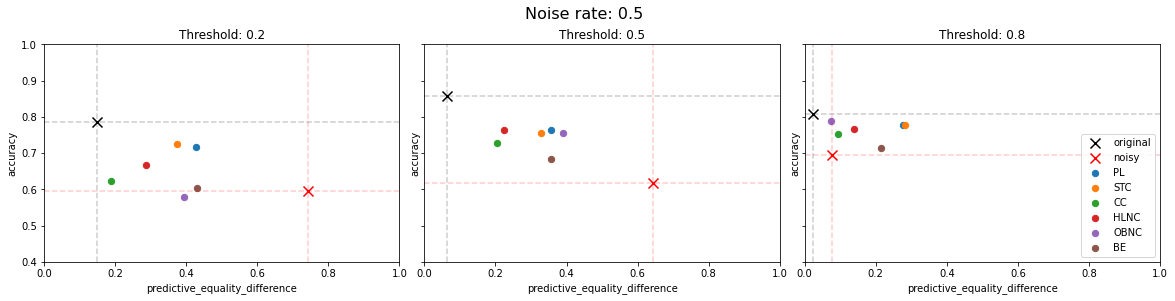 Noise rate: 0.5
Threshold: 0.2
Threshold: 0.5
Threshold: 0.8
1.0
0.9
0.8
0.7
0.6
0.5
0.4
accuracy
accuracy
accuracy
original
noisy
PL
STC
CC
HLNC
OBNC
BE
0.0 0.2 0.4 0.6 0.8 1.0
0.0 0.2 0.4 0.6 0.8 1.0
0.0 0.2 0.4 0.6 0.8 1.0
predictive_equality_difference
predictive_equality_difference
predictive_equality_difference